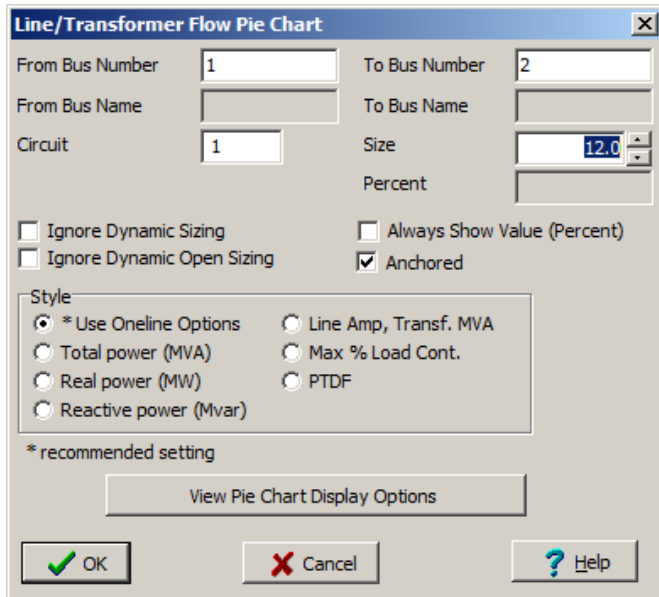 Line/Transformer Flow Pie Chart
From Bus Number 1 To Bus Number 2
From Bus Name To Bus Name
Circuit 1 Size 12.0
Percent
Ignore Dynamic Sizing Always Show Value (Percent)
Ignore Dynamic Open Sizing Anchored
Style
* Use Oneline Options Line Amp, Transf. MVA
Total power (MVA) Max % Load Cont.
Real power (MW) PTDF
Reactive power (Mvar)
* recommended setting
View Pie Chart Display Options
OK Cancel ? Help